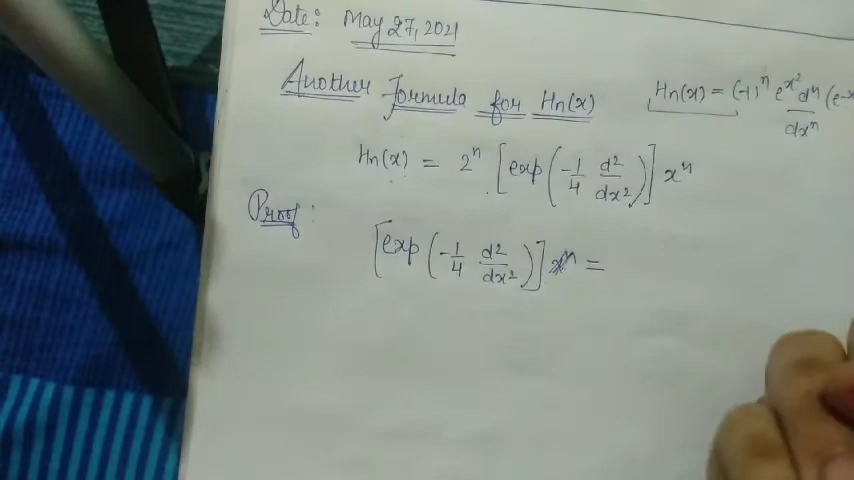 Date: May 27, 2021
Another Formula for Hn(x)
Hn(x) = (-1)^n e^x² d^n/dx^n (e^-x
Hn(x) = 2^n [exp(-1/4 d²/dx²)] x^n
Proof:
[exp(-1/4 d²/dx²)] =